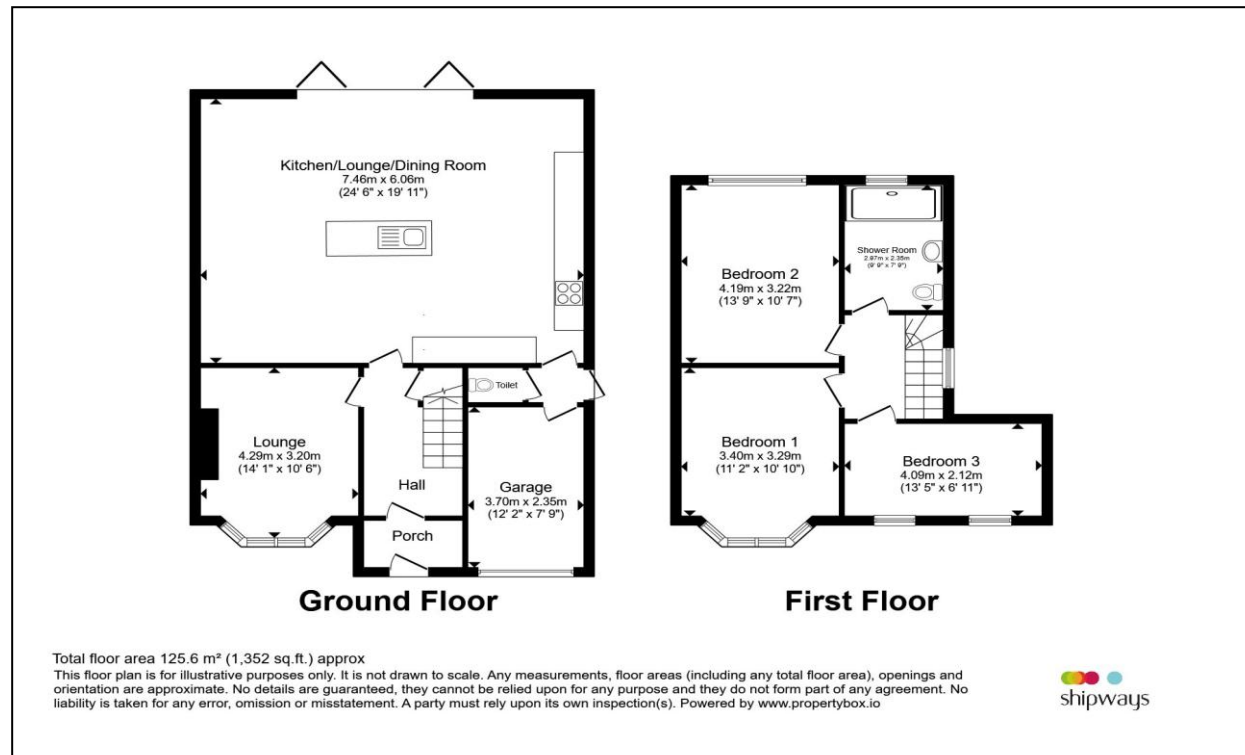 Kitchen/Lounge/Dining Room
7.46m x 6.06m
(24' 6" x 19' 11")
Toilet
Lounge
4.29m x 3.20m
(14' 1" x 10' 6")
Hall
Garage
3.70m x 2.35m
(12' 2" x 7' 9")
Porch
Ground Floor
Shower Room
2.97m x 2.35m
(9' 9" x 7' 9")
Bedroom 2
4.19m x 3.22m
(13' 9" x 10' 7")
Bedroom 1
3.40m x 3.29m
(11' 2" x 10' 10")
Bedroom 3
4.09m x 2.12m
(13' 5" x 6' 11")
First Floor
Total floor area 125.6 m² (1,352 sq.ft.) approx
This floor plan is for illustrative purposes only. It is not drawn to scale. Any measurements, floor areas (including any total floor area), openings and
orientation are approximate. No details are guaranteed, they cannot be relied upon for any purpose and they do not form part of any agreement. No
liability is taken for any error, omission or misstatement. A party must rely upon its own inspection(s). Powered by www.propertybox.io
shipways